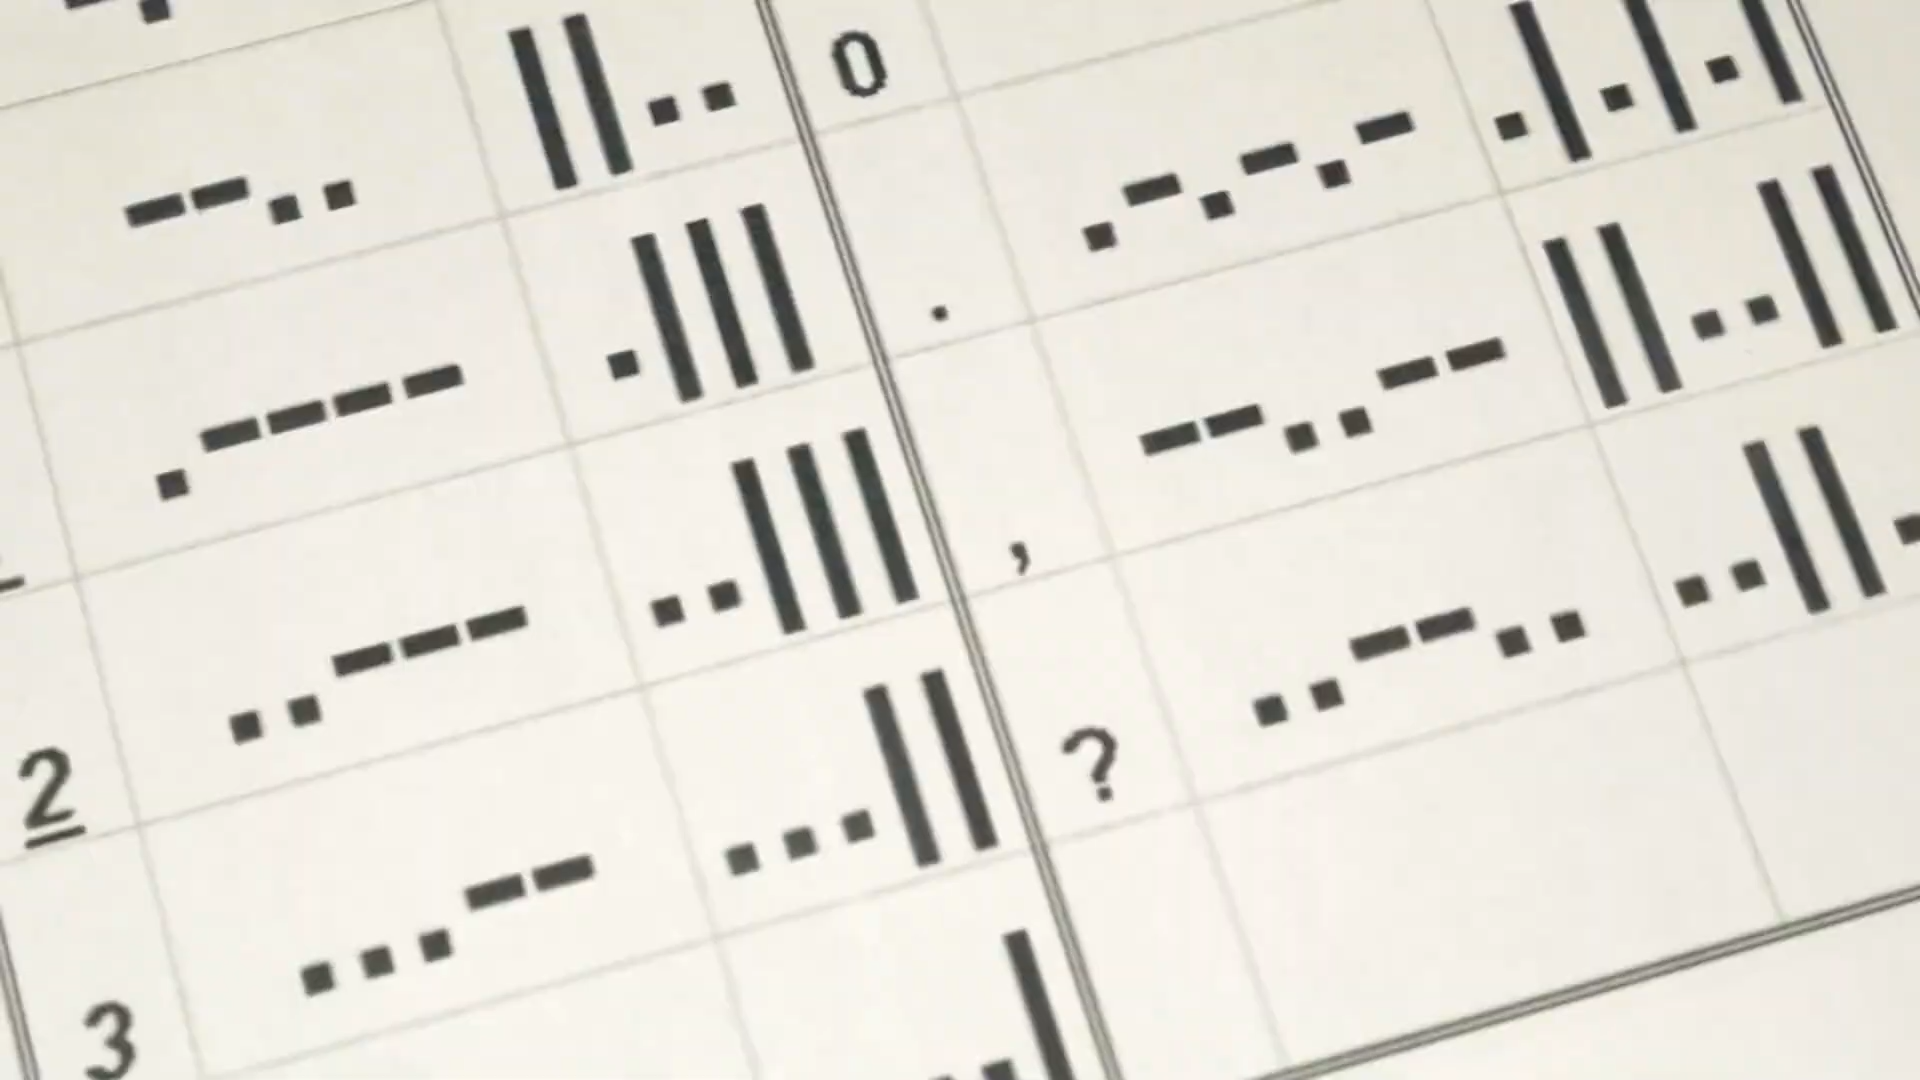 --.. ||..
0
.---- .|||
. .-.-.- .|.|.|
2 ..--- ..|||
, --..-- ||..||
3 ...-- ...||
? ..--.. ..||.